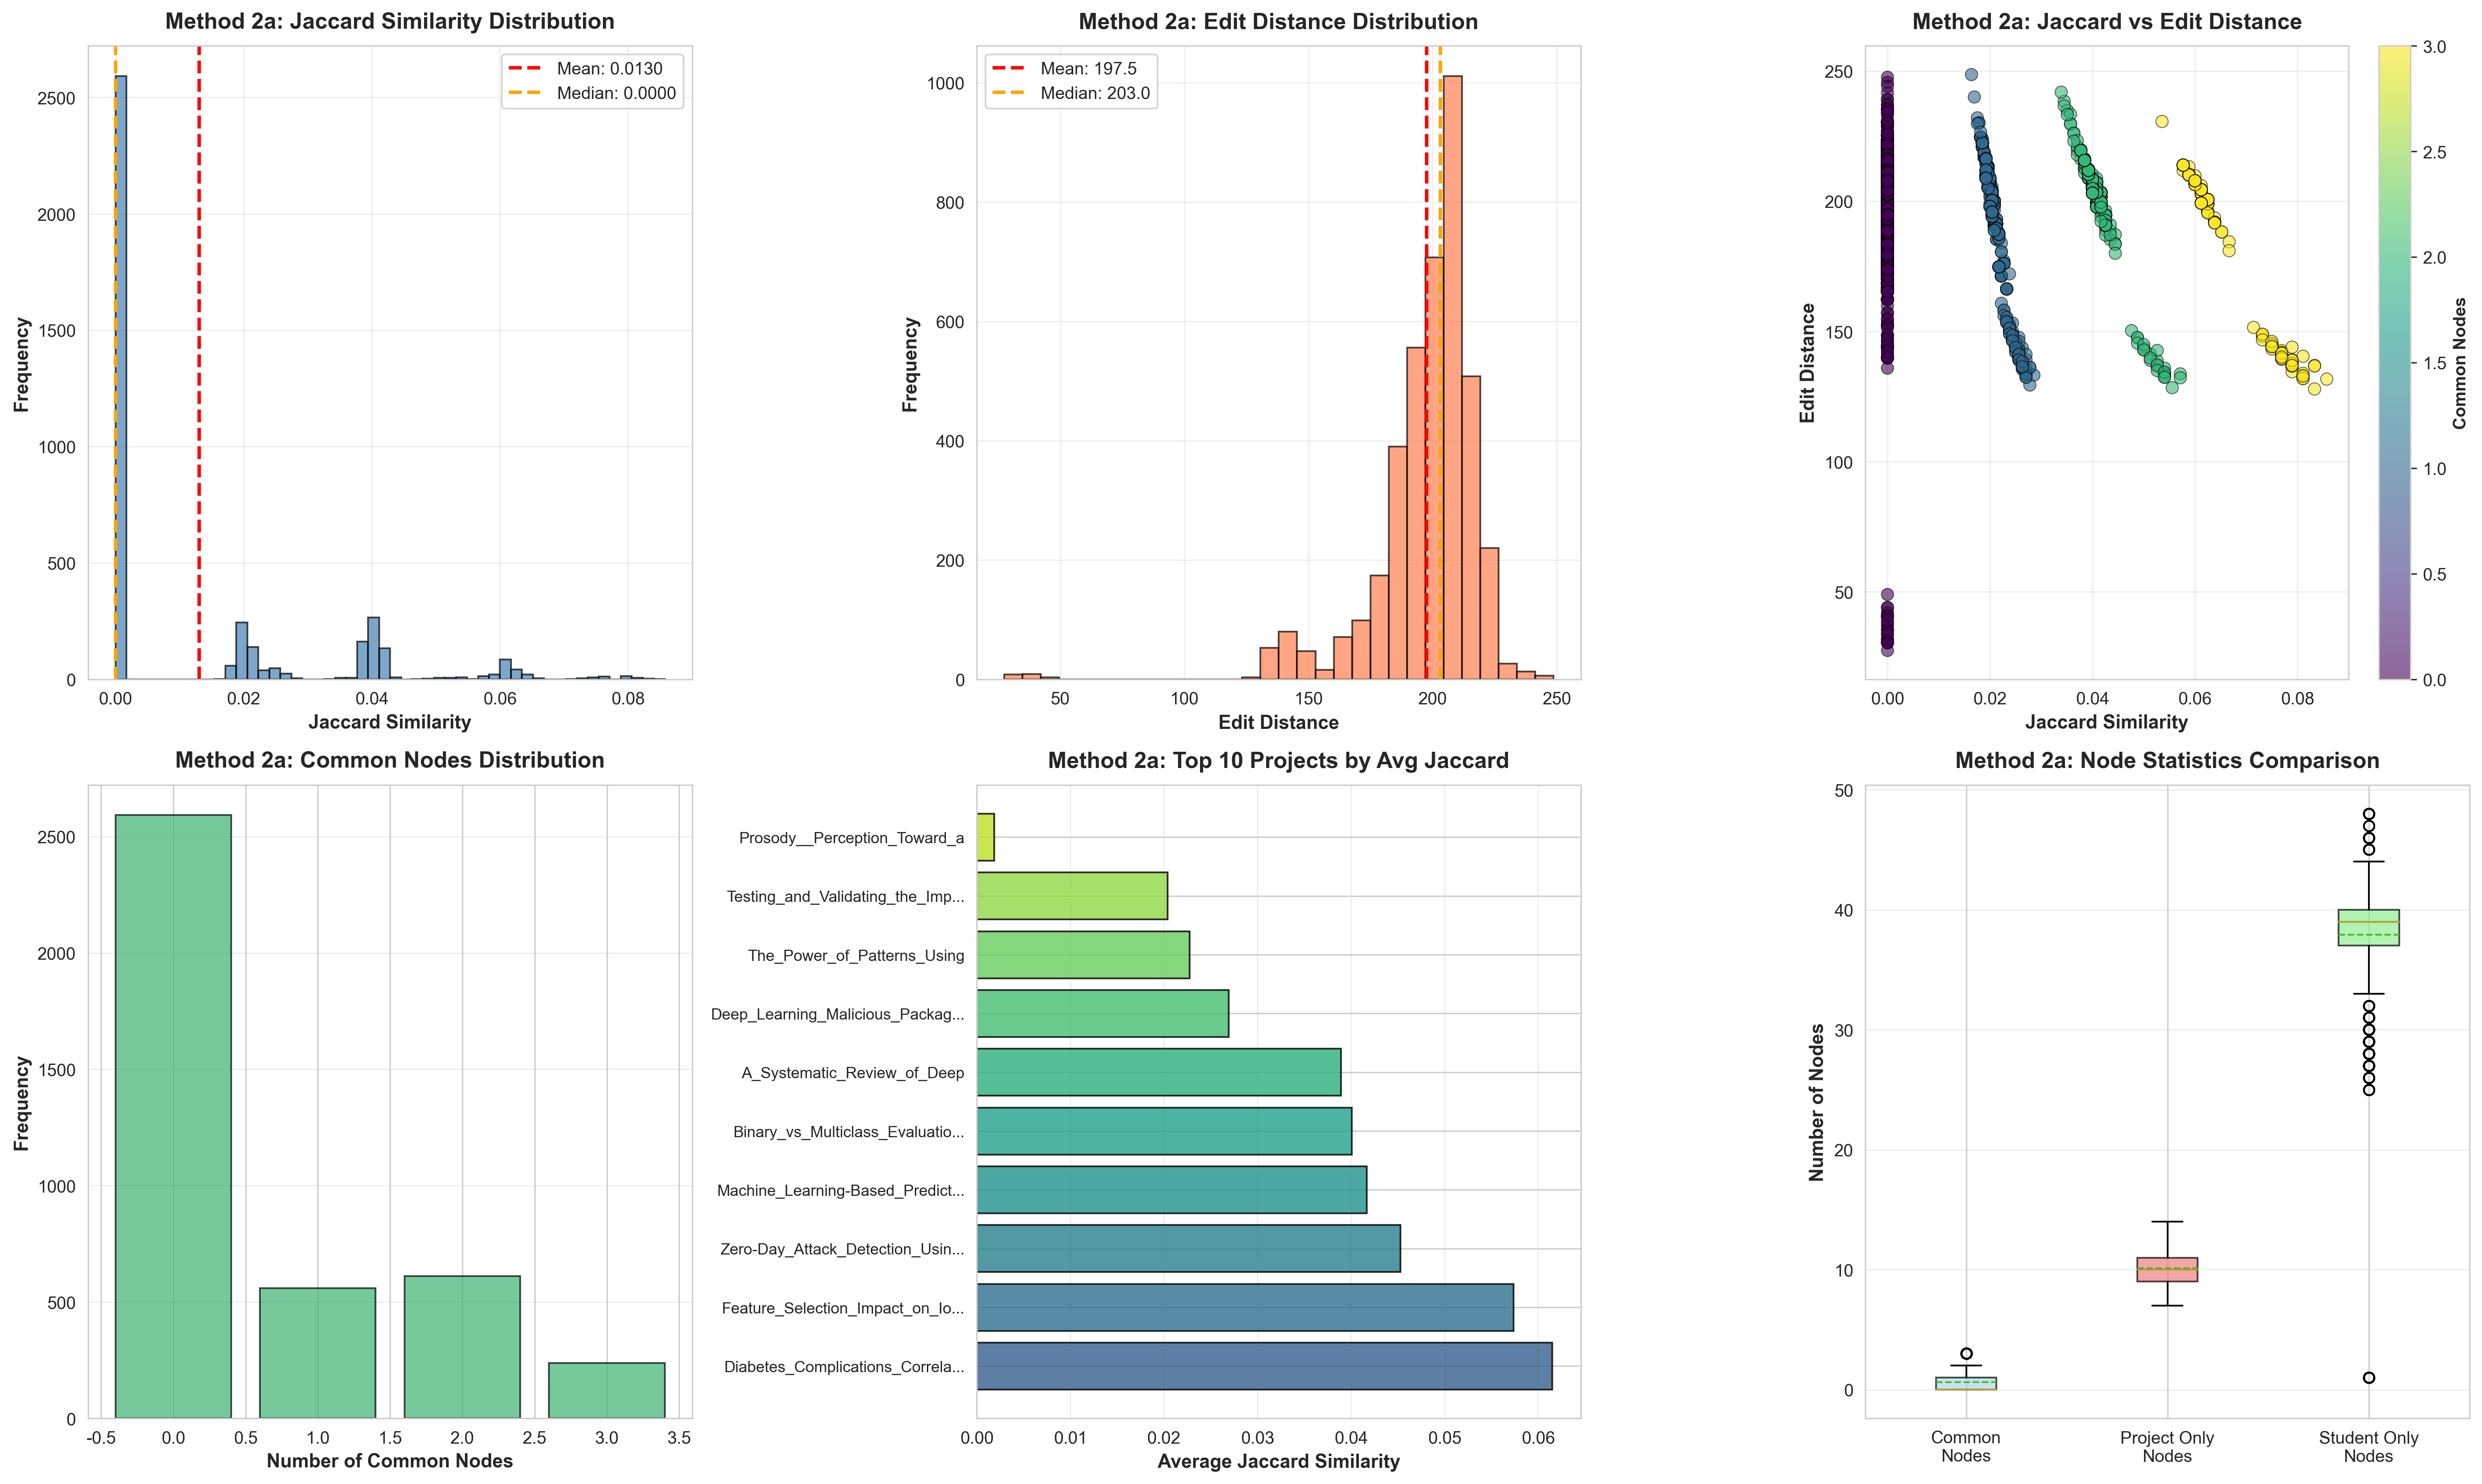 Method 2a: Jaccard Similarity Distribution
Mean: 0.0130
Median: 0.0000
Frequency
2500
2000
1500
1000
500
0
0.00 0.02 0.04 0.06 0.08
Jaccard Similarity
Method 2a: Edit Distance Distribution
Mean: 197.5
Median: 203.0
Frequency
1000
800
600
400
200
0
50 100 150 200 250
Edit Distance
Method 2a: Jaccard vs Edit Distance
Edit Distance
250
200
150
100
50
0.00 0.02 0.04 0.06 0.08
Jaccard Similarity
3.0
2.5
2.0
1.5
1.0
0.5
0.0
Common Nodes
Method 2a: Common Nodes Distribution
Frequency
2500
2000
1500
1000
500
0
-0.5 0.0 0.5 1.0 1.5 2.0 2.5 3.0 3.5
Number of Common Nodes
Method 2a: Top 10 Projects by Avg Jaccard
Prosody__Perception_Toward_a
Testing_and_Validating_the_Imp...
The_Power_of_Patterns_Using
Deep_Learning_Malicious_Packag...
A_Systematic_Review_of_Deep
Binary_vs_Multiclass_Evaluatio...
Machine_Learning-Based_Predict...
Zero-Day_Attack_Detection_Usin...
Feature_Selection_Impact_on_Io...
Diabetes_Complications_Correla...
0.00 0.01 0.02 0.03 0.04 0.05 0.06
Average Jaccard Similarity
Method 2a: Node Statistics Comparison
Number of Nodes
50
40
30
20
10
0
Common
Nodes
Project Only
Nodes
Student Only
Nodes